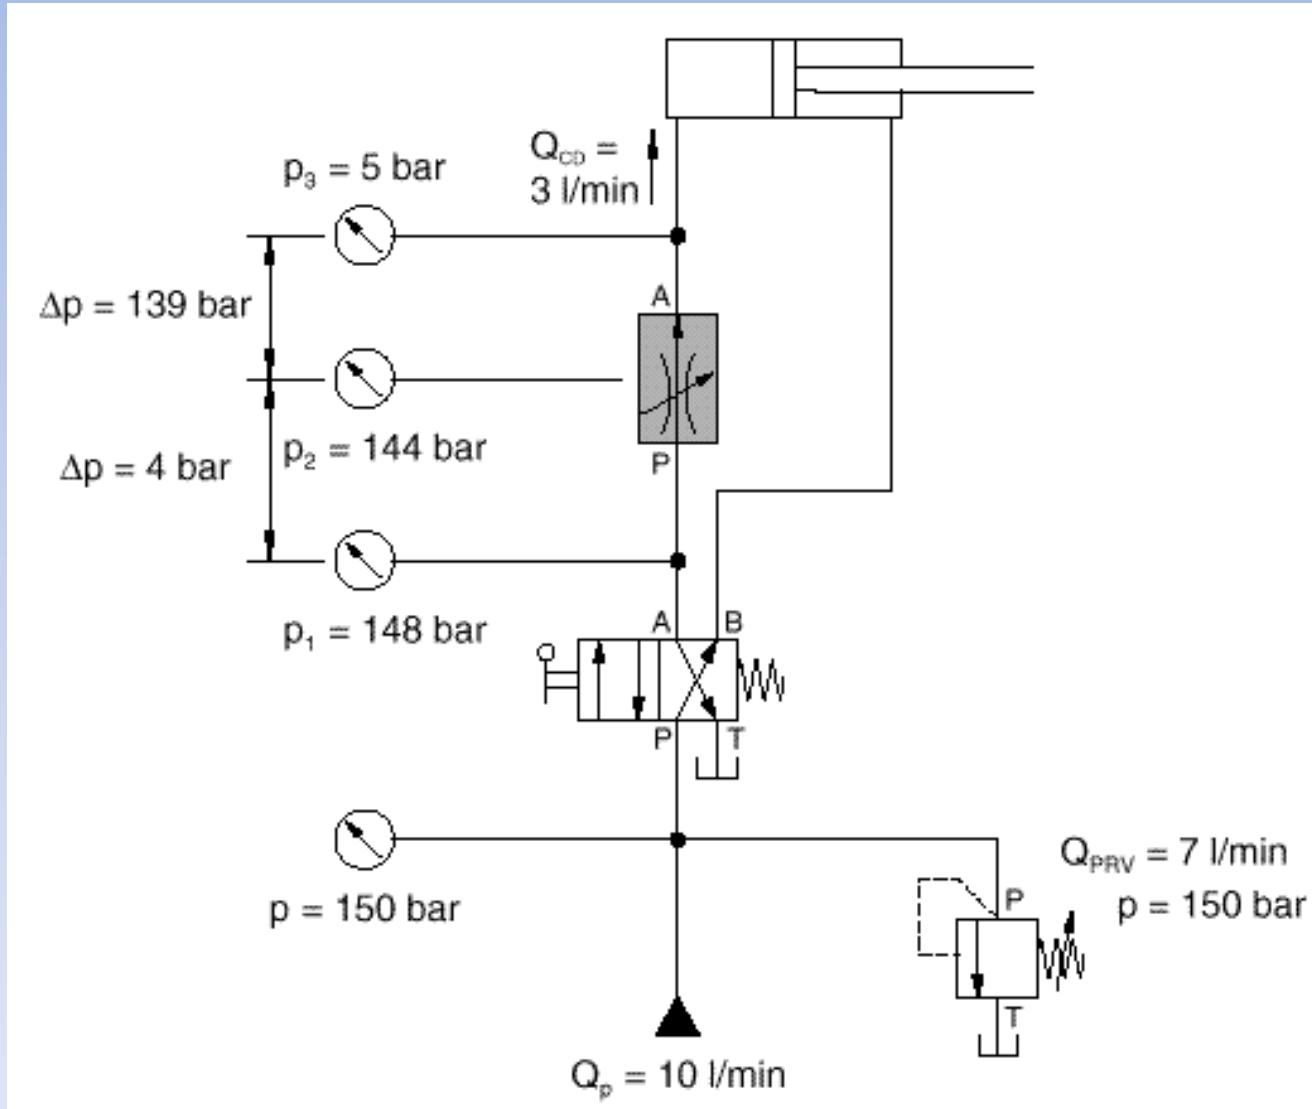 Q_CD =
3 l/min
p₃ = 5 bar
Δp = 139 bar
A
p₂ = 144 bar
Δp = 4 bar
P
p₁ = 148 bar
A B
P T
p = 150 bar
Q_PRV = 7 l/min
p = 150 bar
P
T
Q_p = 10 l/min